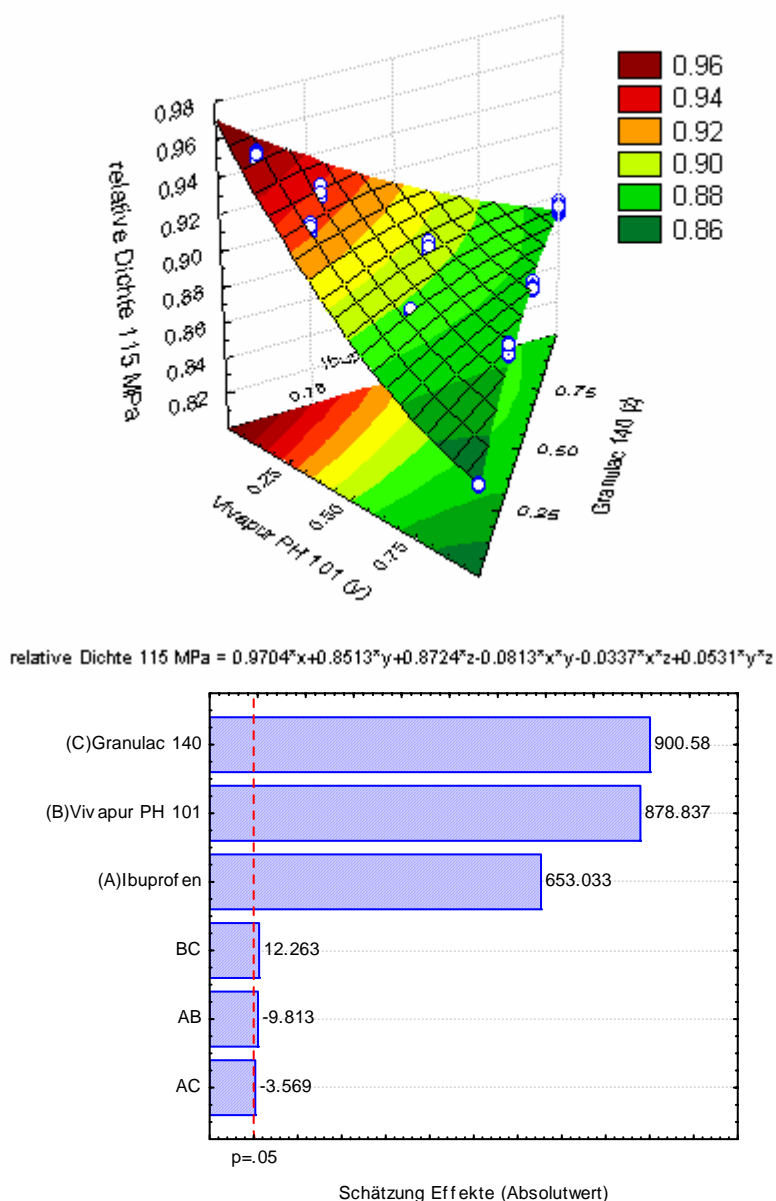 0.96
0.94
0.92
0.90
0.88
0.86
0.98
0.96
0.94
0.92
0.90
0.88
0.86
0.84
0.82
relative Dichte 115 MPa
0.75
0.25
0.50
0.75
Vivapur PH 101 (y)
0.75
0.50
0.25
Granulac 140 (z)
relative Dichte 115 MPa = 0.9704*x+0.8513*y+0.8724*z-0.0813*x*y-0.0337*x*z+0.0531*y*z
(C)Granulac 140
900.58
(B)Vivapur PH 101
878.837
(A)Ibuprofen
653.033
BC
12.263
AB
-9.813
AC
-3.569
p=.05
Schätzung Effekte (Absolutwert)